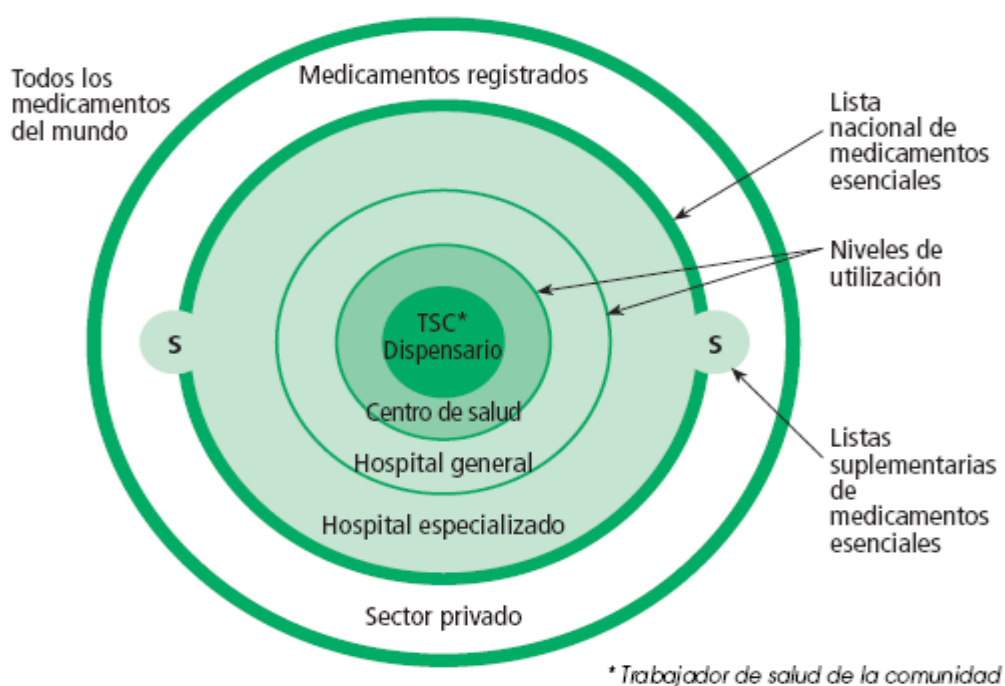 Todos los
medicamentos
del mundo
Medicamentos registrados
Lista
nacional de
medicamentos
esenciales
Niveles de
utilización
S
TSC*
Dispensario
S
Centro de salud
Hospital general
Hospital especializado
Listas
suplementarias
de
medicamentos
esenciales
Sector privado
* Trabajador de salud de la comunidad